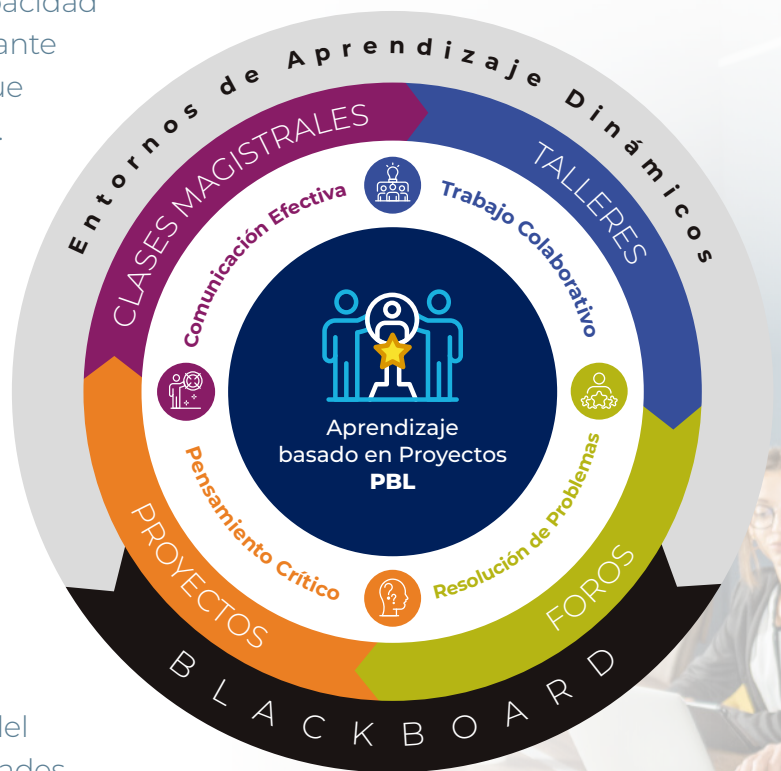 Entornos de Aprendizaje Dinámicos
CLASES MAGISTRALES
TALLERES
FOROS
PROYECTOS
Comunicación Efectiva
Trabajo Colaborativo
Resolución de Problemas
Pensamiento Crítico
Aprendizaje
basado en Proyectos
PBL
BLACKBOARD